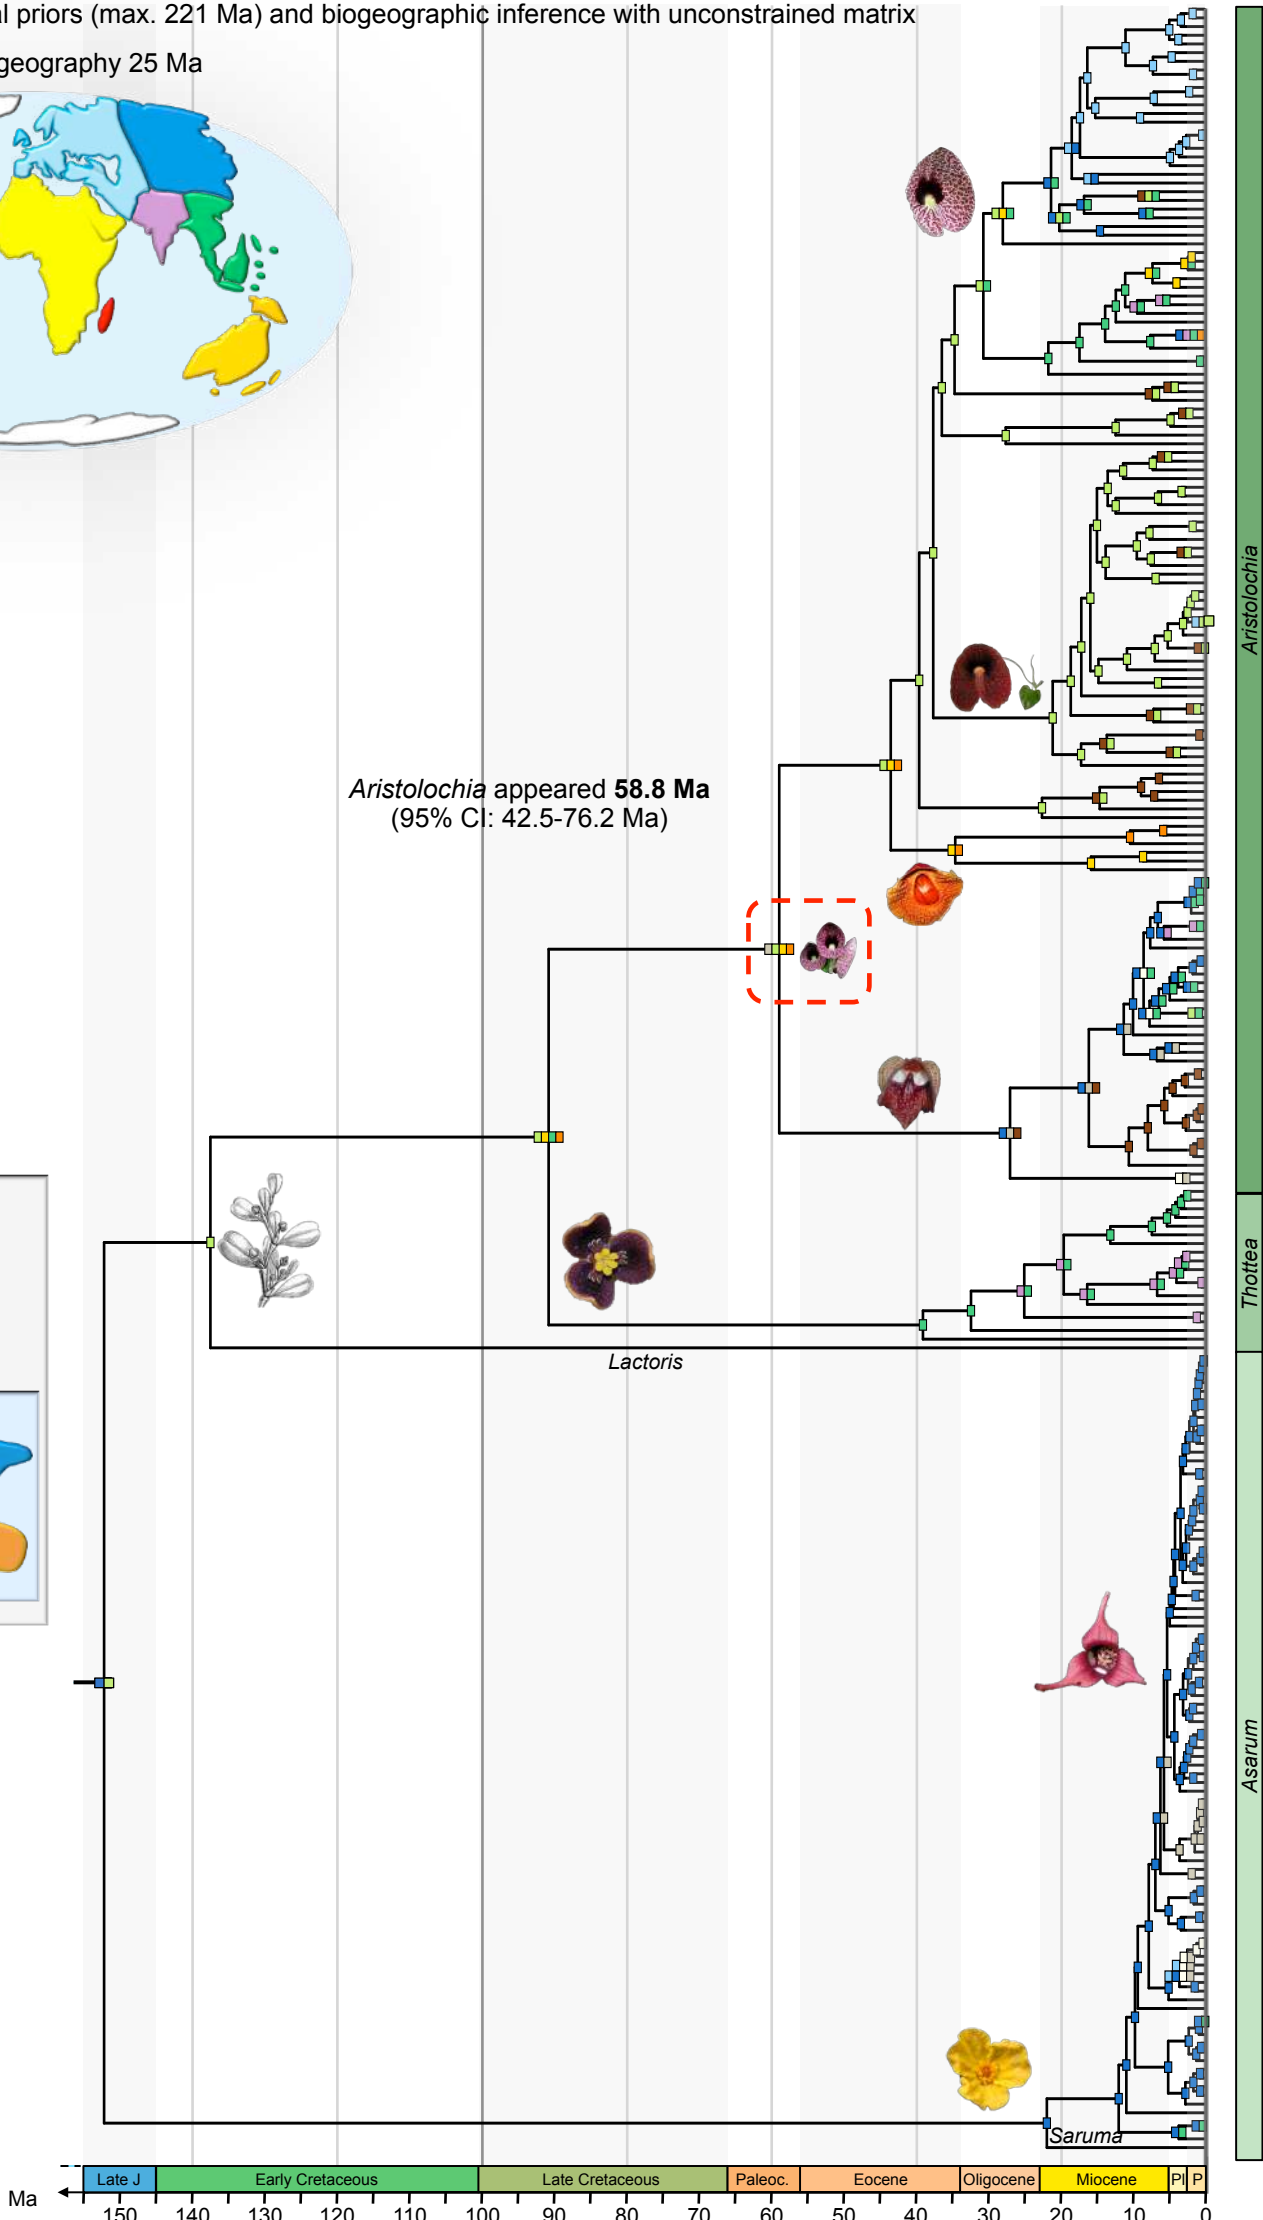 al priors (max. 221 Ma) and biogeographic inference with unconstrained matrix
geography 25 Ma
Aristolochia
Aristolochia appeared 58.8 Ma
(95% CI: 42.5-76.2 Ma)
Thottea
Lactoris
Asarum
Saruma
Late J Early Cretaceous Late Cretaceous Paleoc. Eocene Oligocene Miocene Pl P
Ma
150 140 130 120 110 100 90 80 70 60 50 40 30 20 10 0